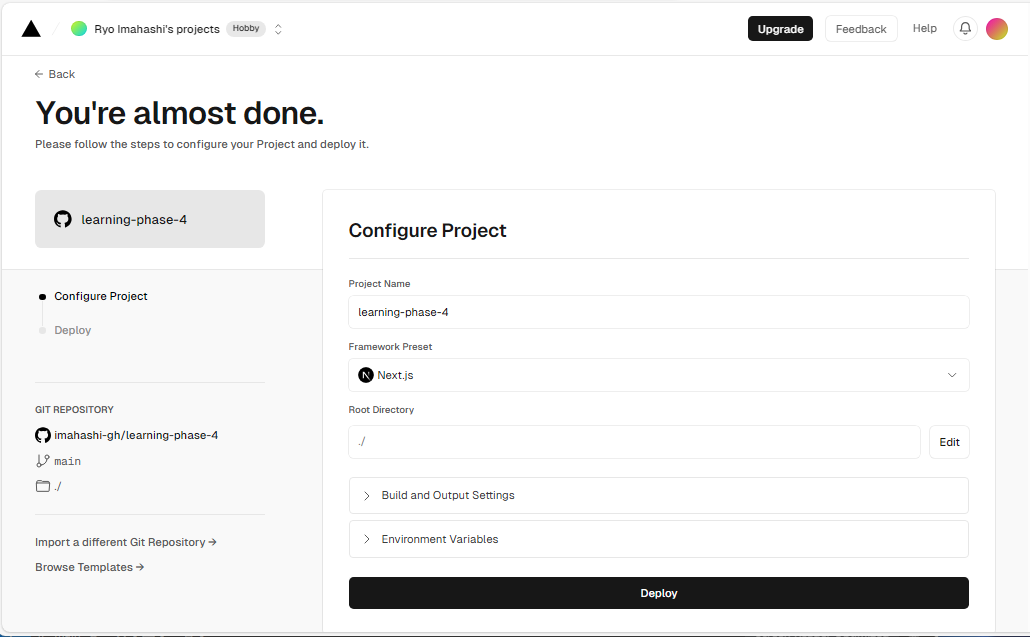 Ryo Imahashi's projects Hobby
Upgrade Feedback Help
← Back
You're almost done.
Please follow the steps to configure your Project and deploy it.
learning-phase-4
Configure Project
Deploy
GIT REPOSITORY
imahashi-gh/learning-phase-4
main
./
Import a different Git Repository →
Browse Templates →
Configure Project
Project Name
learning-phase-4
Framework Preset
N Next.js
Root Directory
./ Edit
Build and Output Settings
Environment Variables
Deploy